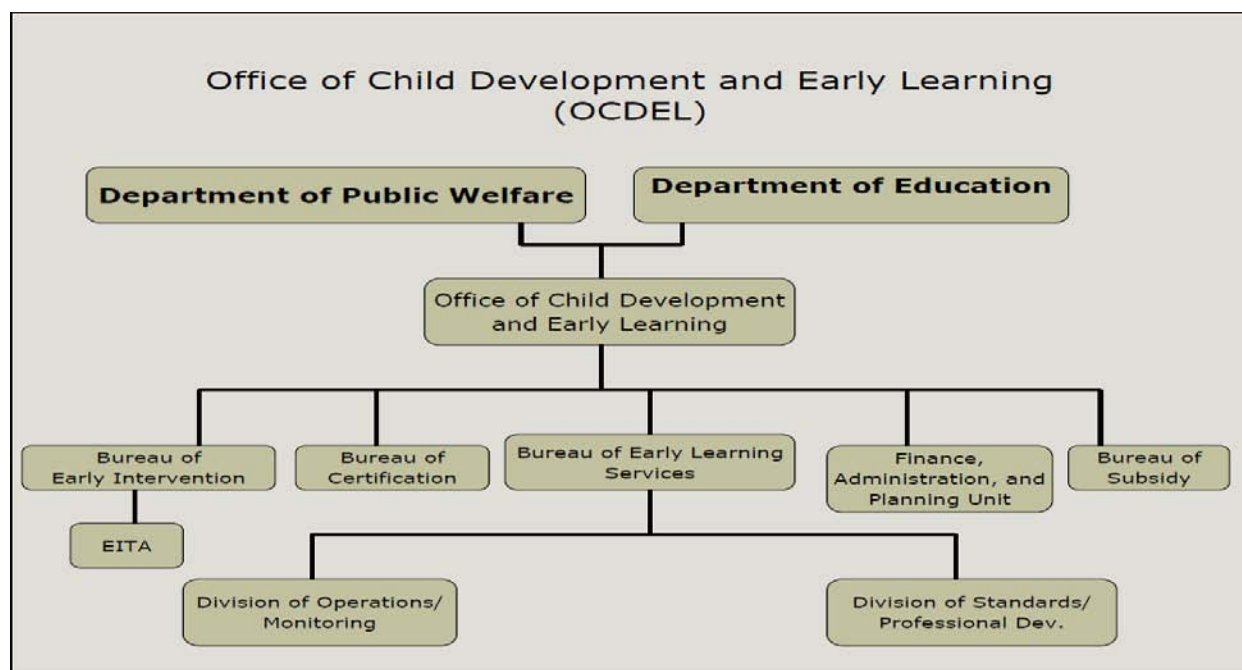 Office of Child Development and Early Learning
(OCDEL)
Department of Public Welfare
Department of Education
Office of Child Development
and Early Learning
Bureau of
Early Intervention
Bureau of
Certification
Bureau of Early Learning
Services
Finance,
Administration, and
Planning Unit
Bureau of
Subsidy
EITA
Division of Operations/
Monitoring
Division of Standards/
Professional Dev.